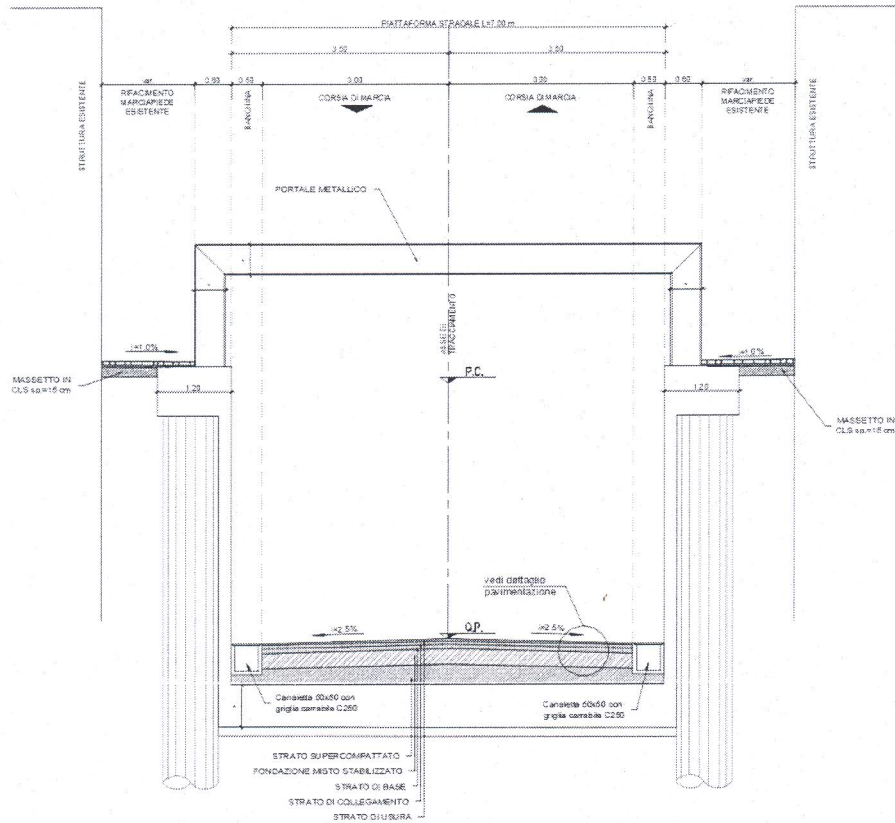 PIATTAFORMA STRADALE L=7.00 m
3.50
3.50
var.
0.60
0.50
3.00
3.00
0.50
0.60
var.
RIFACIMENTO
MARCIAPIEDE
ESISTENTE
BANCHINA
CORSIA DI MARCIA
CORSIA DI MARCIA
BANCHINA
RIFACIMENTO
MARCIAPIEDE
ESISTENTE
STRUTTURA ESISTENTE
STRUTTURA ESISTENTE
PORTALE METALLICO
ASSE DI
TRACCIAMENTO
i=1.0%
i=1.0%
P.C.
MASSETTO IN
CLS sp.=15 cm
1.20
1.20
MASSETTO IN
CLS sp.=15 cm
vedi dettaglio
pavimentazione
i=2.5%
Q.P.
i=2.5%
Canaletta 50x50 con
griglia carrabile C250
Canaletta 50x50 con
griglia carrabile C250
STRATO SUPERCOMPATTATO
FONDAZIONE MISTO STABILIZZATO
STRATO DI BASE
STRATO DI COLLEGAMENTO
STRATO DI USURA